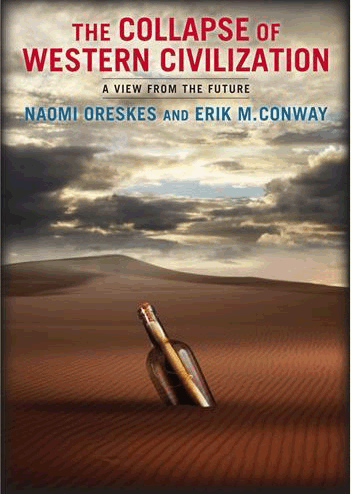 THE COLLAPSE OF
WESTERN CIVILIZATION
A VIEW FROM THE FUTURE
NAOMI ORESKES AND ERIK M. CONWAY